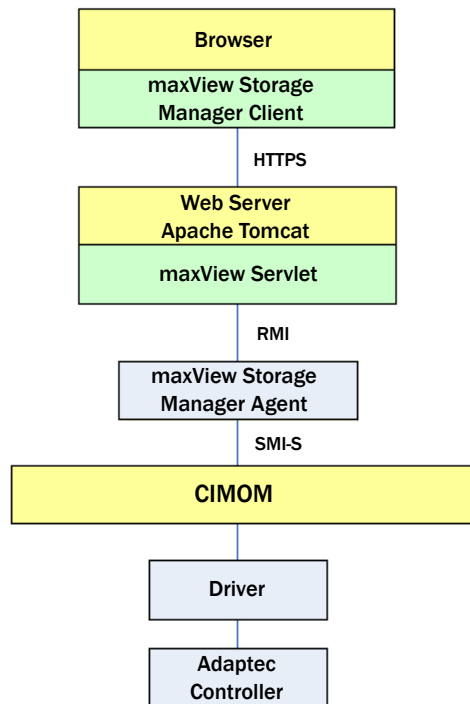 Browser
maxView Storage
Manager Client
HTTPS
Web Server
Apache Tomcat
maxView Servlet
RMI
maxView Storage
Manager Agent
SMI-S
CIMOM
Driver
Adaptec
Controller